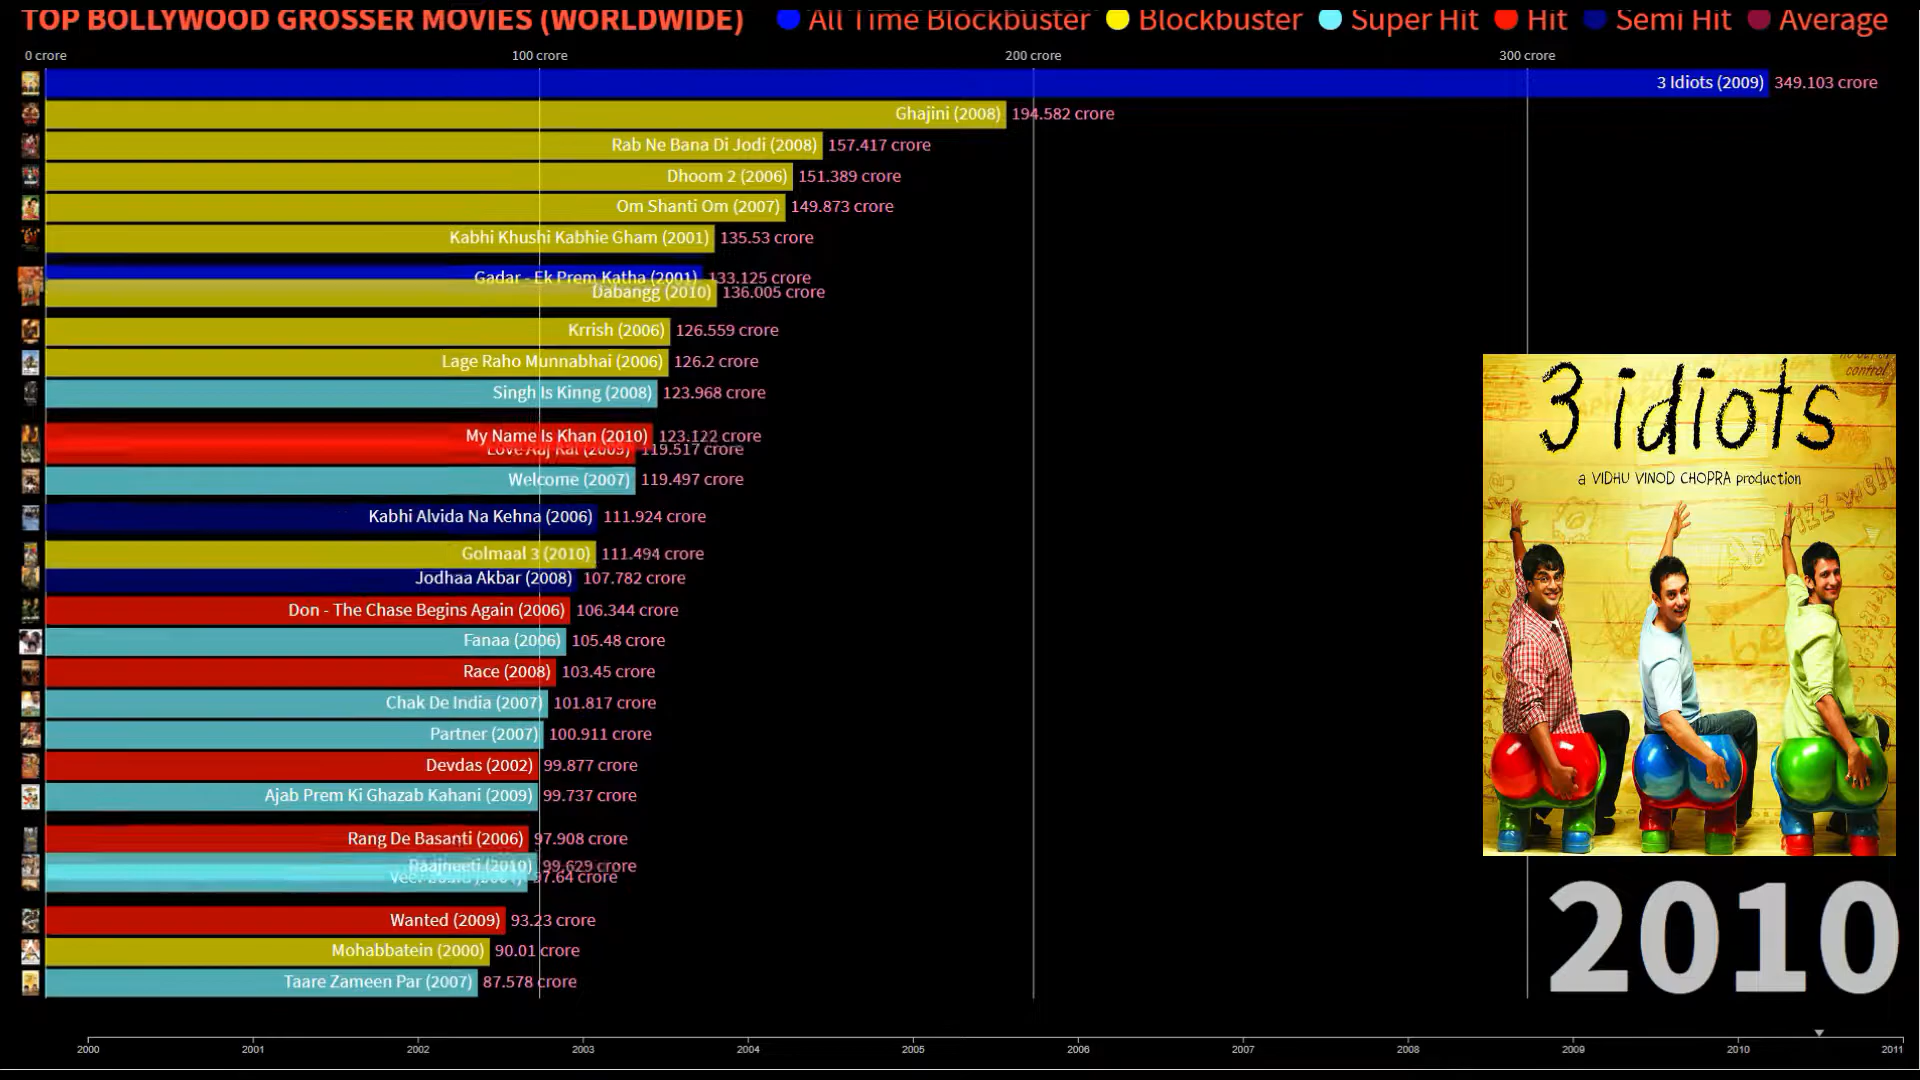 TOP BOLLYWOOD GROSSER MOVIES (WORLDWIDE) All Time Blockbuster Blockbuster Super Hit Hit Semi Hit Average
0 crore 100 crore 200 crore 300 crore
3 Idiots (2009) 349.103 crore
Ghajini (2008) 194.582 crore
Rab Ne Bana Di Jodi (2008) 157.417 crore
Dhoom 2 (2006) 151.389 crore
Om Shanti Om (2007) 149.873 crore
Kabhi Khushi Kabhie Gham (2001) 135.53 crore
Gadar - Ek Prem Katha (2001) 133.125 crore
Dabangg (2010) 136.005 crore
Krrish (2006) 126.559 crore
Lage Raho Munnabhai (2006) 126.2 crore
Singh Is Kinng (2008) 123.968 crore
My Name Is Khan (2010) 123.122 crore
Love Aaj Kal (2009) 119.517 crore
Welcome (2007) 119.497 crore
Kabhi Alvida Na Kehna (2006) 111.924 crore
Golmaal 3 (2010) 111.494 crore
Jodhaa Akbar (2008) 107.782 crore
Don - The Chase Begins Again (2006) 106.344 crore
Fanaa (2006) 105.48 crore
Race (2008) 103.45 crore
Chak De India (2007) 101.817 crore
Partner (2007) 100.911 crore
Devdas (2002) 99.877 crore
Ajab Prem Ki Ghazab Kahani (2009) 99.737 crore
Rang De Basanti (2006) 97.908 crore
Raajneeti (2010) 99.629 crore
97.64 crore
Wanted (2009) 93.23 crore
Mohabbatein (2000) 90.01 crore
Taare Zameen Par (2007) 87.578 crore
3 idiots
a VIDHU VINOD CHOPRA production
2010
2000 2001 2002 2003 2004 2005 2006 2007 2008 2009 2010 2011